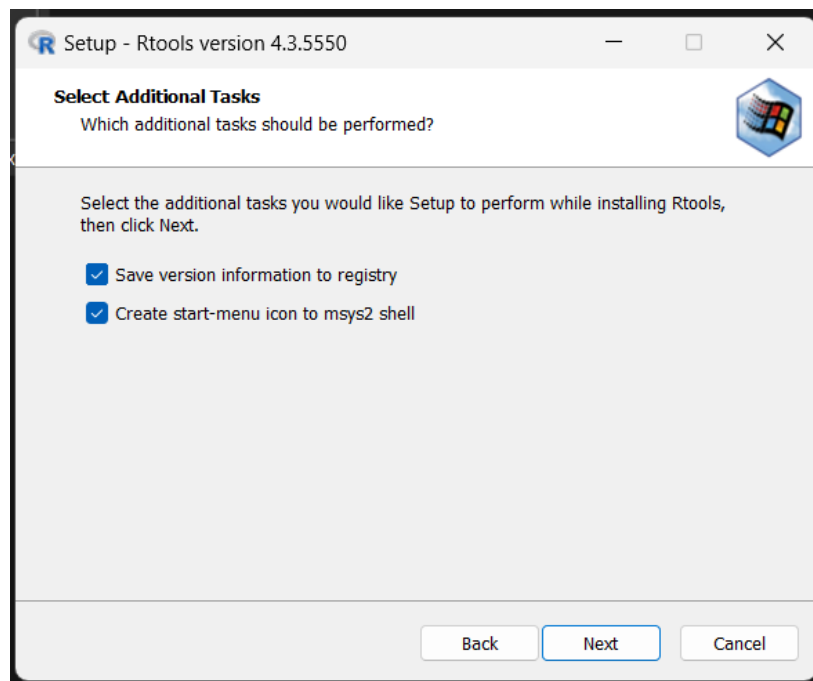 Setup - Rtools version 4.3.5550
Select Additional Tasks
Which additional tasks should be performed?
Select the additional tasks you would like Setup to perform while installing Rtools,
then click Next.
Save version information to registry
Create start-menu icon to msys2 shell
Back Next Cancel